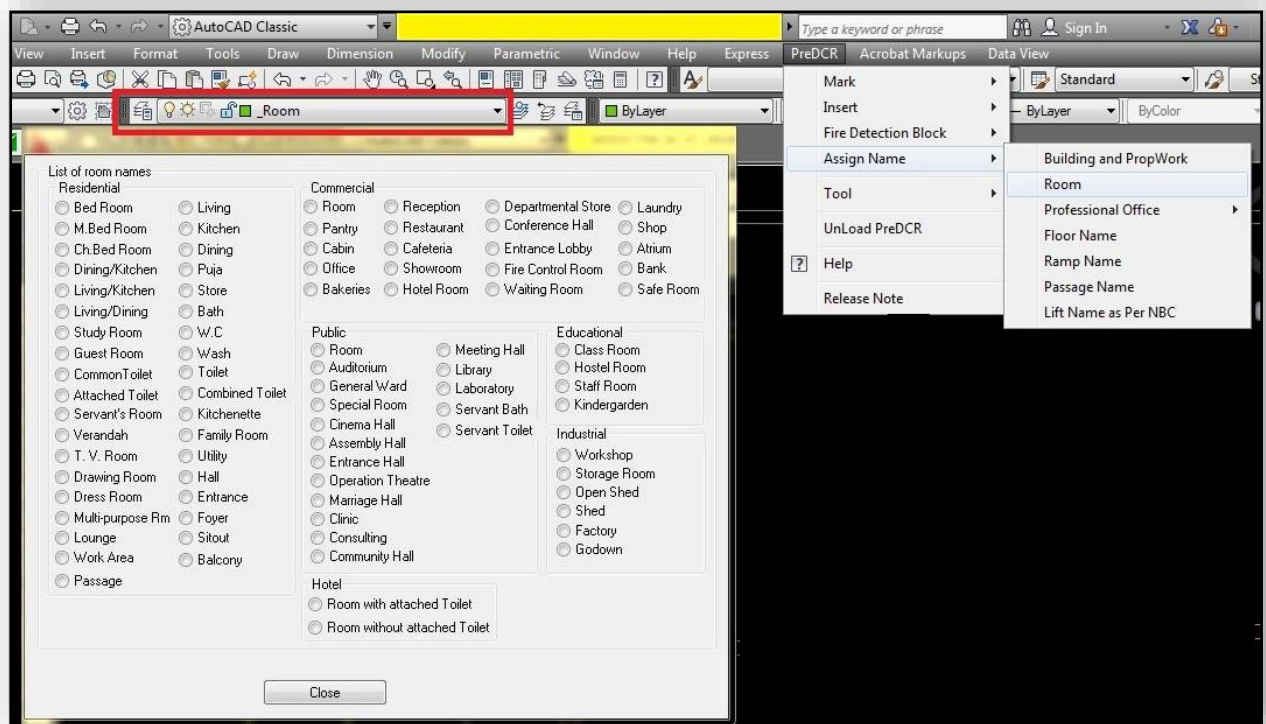 AutoCAD Classic
Type a keyword or phrase
Sign In
View Insert Format Tools Draw Dimension Modify Parametric Window Help Express PreDCR Acrobat Markups Data View
Standard
_Room
ByLayer
ByLayer
ByColor
Mark
Insert
Fire Detection Block
Assign Name
Tool
UnLoad PreDCR
Help
Release Note
Building and PropWork
Room
Professional Office
Floor Name
Ramp Name
Passage Name
Lift Name as Per NBC
List of room names
Residential
Bed Room
M.Bed Room
Ch.Bed Room
Dining/Kitchen
Living/Kitchen
Living/Dining
Study Room
Guest Room
CommonToilet
Attached Toilet
Servant's Room
Verandah
T. V. Room
Drawing Room
Dress Room
Multi-purpose Rm
Lounge
Work Area
Passage
Living
Kitchen
Dining
Puja
Store
Bath
W.C
Wash
Toilet
Combined Toilet
Kitchenette
Family Room
Utility
Hall
Entrance
Foyer
Sitout
Balcony
Commercial
Room
Pantry
Cabin
Office
Bakeries
Reception
Restaurant
Cafeteria
Showroom
Hotel Room
Departmental Store
Conference Hall
Entrance Lobby
Fire Control Room
Waiting Room
Laundry
Shop
Atrium
Bank
Safe Room
Public
Room
Auditorium
General Ward
Special Room
Cinema Hall
Assembly Hall
Entrance Hall
Operation Theatre
Marriage Hall
Clinic
Consulting
Community Hall
Meeting Hall
Library
Laboratory
Servant Bath
Servant Toilet
Educational
Class Room
Hostel Room
Staff Room
Kindergarden
Industrial
Workshop
Storage Room
Open Shed
Shed
Factory
Godown
Hotel
Room with attached Toilet
Room without attached Toilet
Close